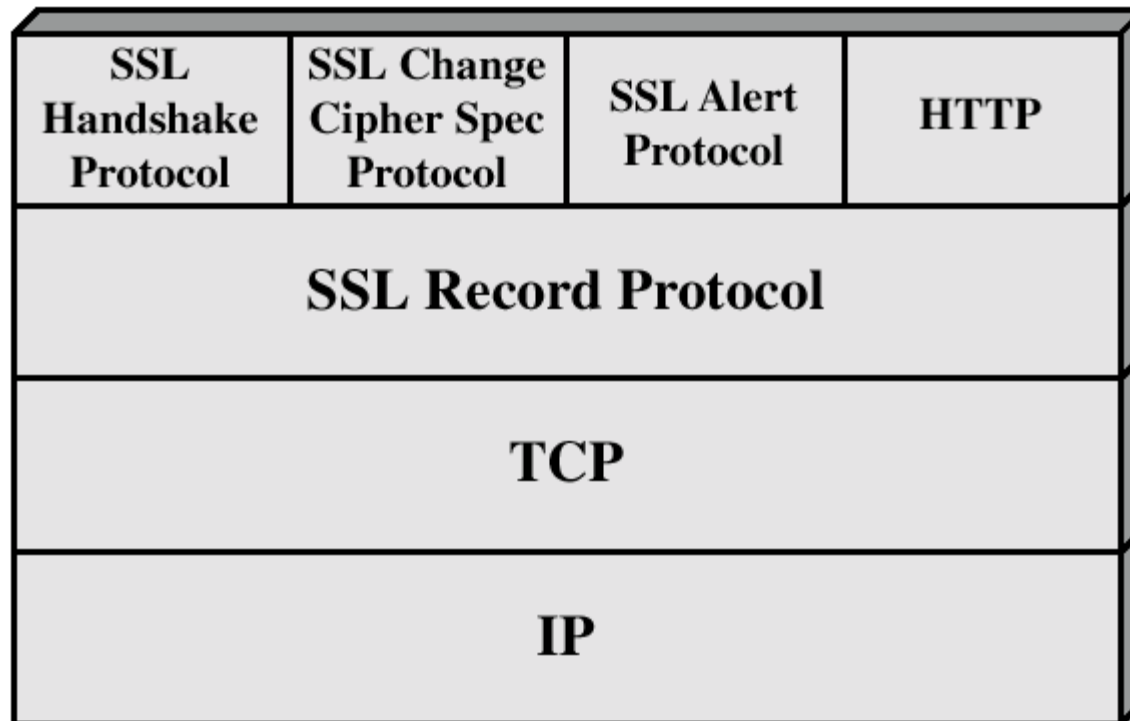 SSL
Handshake
Protocol
SSL Change
Cipher Spec
Protocol
SSL Alert
Protocol
HTTP
SSL Record Protocol
TCP
IP